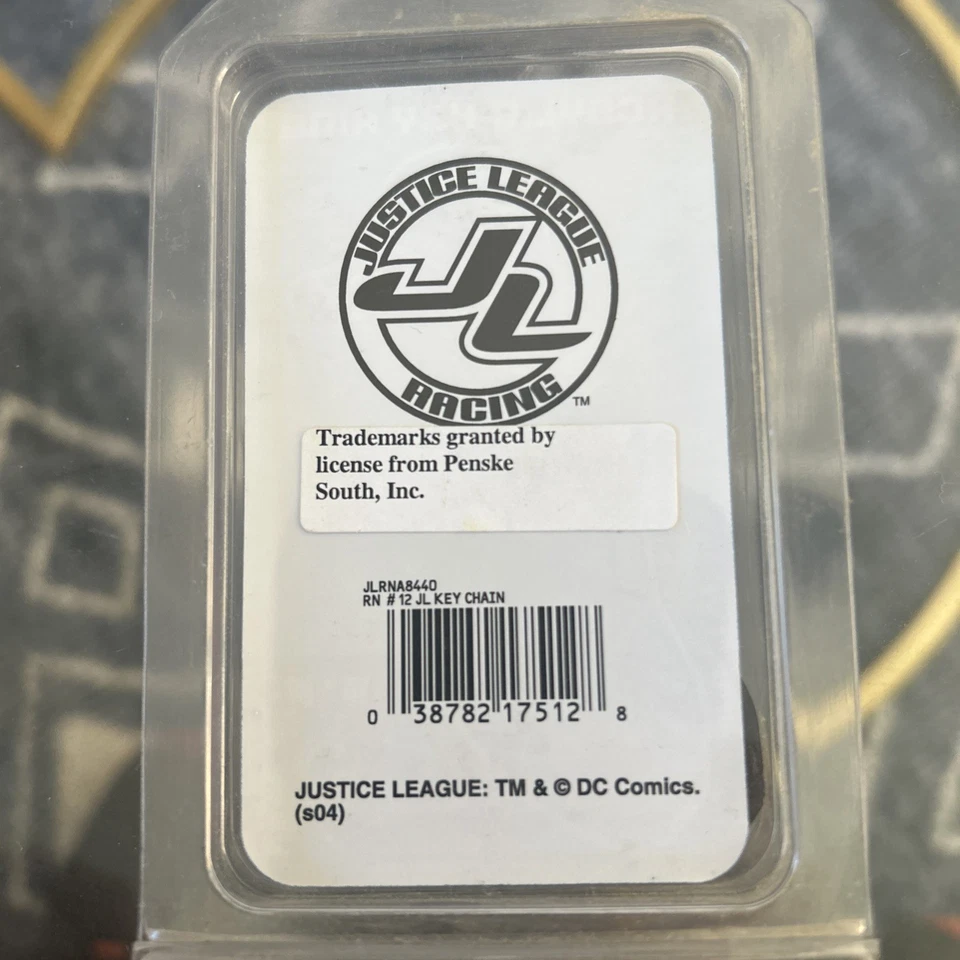 JUSTICE LEAGUE
JL
RACING
TM
Trademarks granted by
license from Penske
South, Inc.
JLRNA8440
RN # 12 JL KEY CHAIN
0 38782 17512 8
JUSTICE LEAGUE: TM & © DC Comics.
(s04)